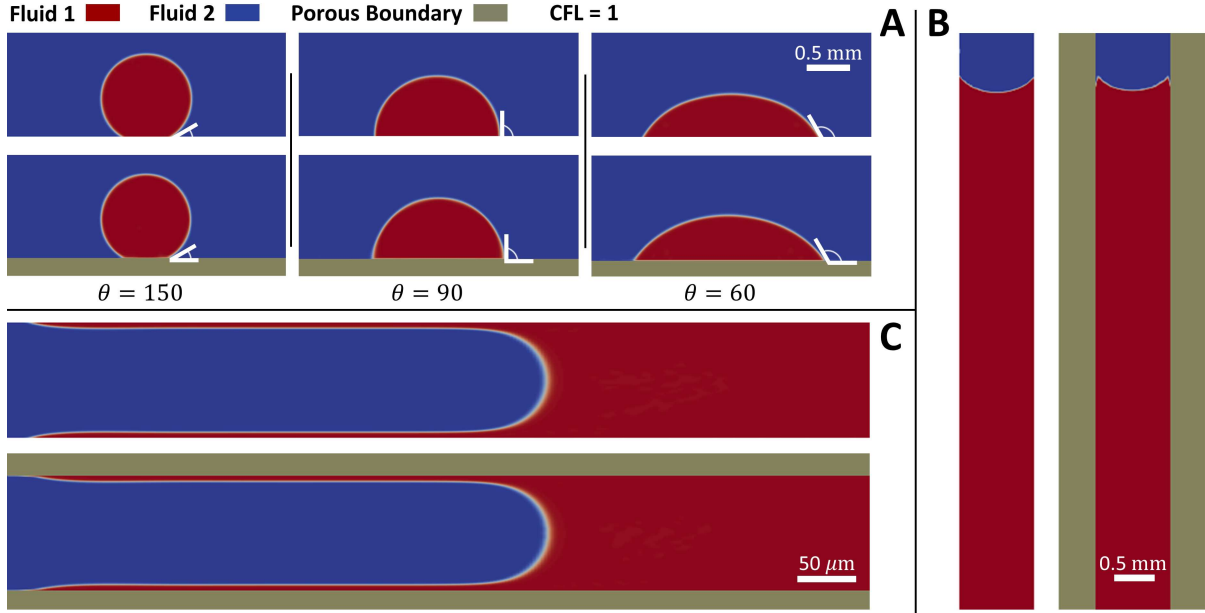 Fluid 1 Fluid 2 Porous Boundary CFL = 1
A
B
0.5 mm
θ = 150 θ = 90 θ = 60
C
50 μm
0.5 mm